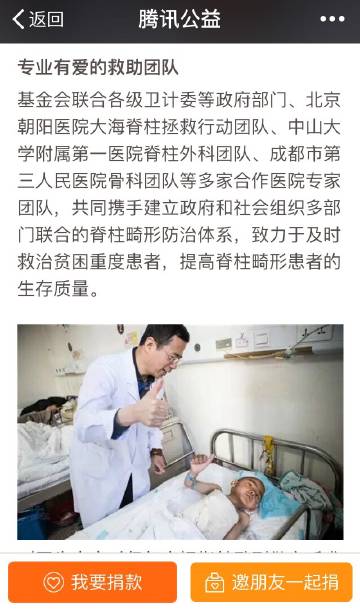 返回
腾讯公益
专业有爱的救助团队
基金会联合各级卫计委等政府部门、北京
朝阳医院大海脊柱拯救行动团队、中山大
学附属第一医院脊柱外科团队、成都市第
三人民医院骨科团队等多家合作医院专家
团队，共同携手建立政府和社会组织多部
门联合的脊柱畸形防治体系，致力于及时
救治贫困重度患者，提高脊柱畸形患者的
生存质量。
我要捐款
邀朋友一起捐